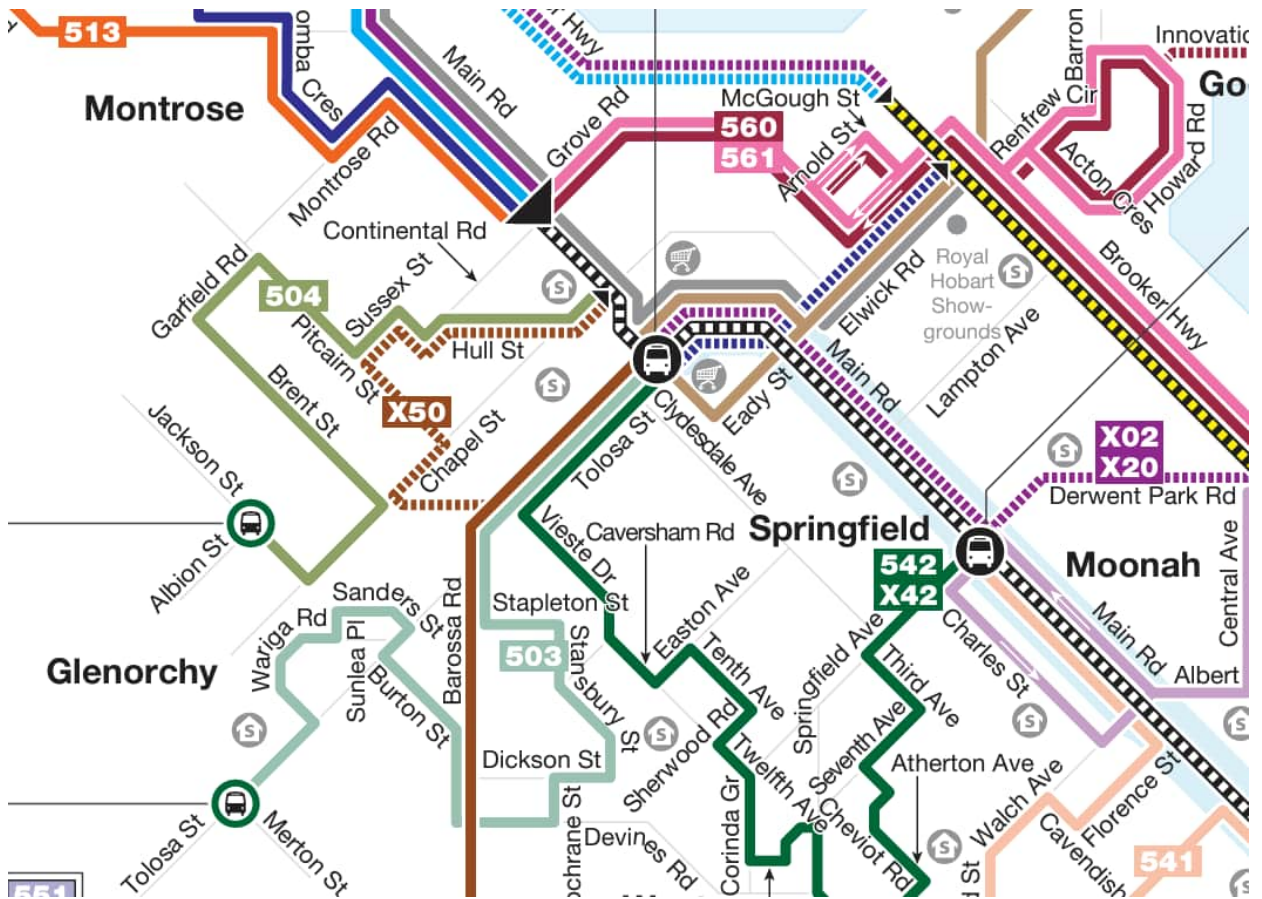 513
Main Rd
Montrose
Montrose Rd
Grove Rd
McGough St
560
561
Arnold St
Renfrew
Cir
Barron
Acton Cres
Howard Rd
Brooker Hwy
Hwy
Cres
Continental Rd
Garfield Rd
504
Sussex St
Pitcairn St
Hull St
Brent St
X50
Chapel St
Jackson St
Albion St
Elwick Rd
Royal
Hobart
Show-
grounds
Lampton Ave
Main Rd
Eady St
Clydesdale Ave
Tolosa St
X02
X20
Derwent Park Rd
Springfield
Moonah
Central Ave
542
X42
Caversham Rd
Vieste Dr
Sanders St
Stapleton St
Wariga Rd
Sunlea Pl
Barossa Rd
503
Stansbury St
Easton Ave
Tenth Ave
Springfield Ave
Third Ave
Charles St
Main Rd
Albert
Glenorchy
Burton St
Dickson St
Sherwood Rd
Twelfth Ave
Seventh Ave
Atherton Ave
Walch Ave
Florence St
Cavendish
541
Tolosa St
Merton St
Devines Rd
Corinda Gr
Cheviot Rd
S
S
S
S
S
S
S
S
S
St
551